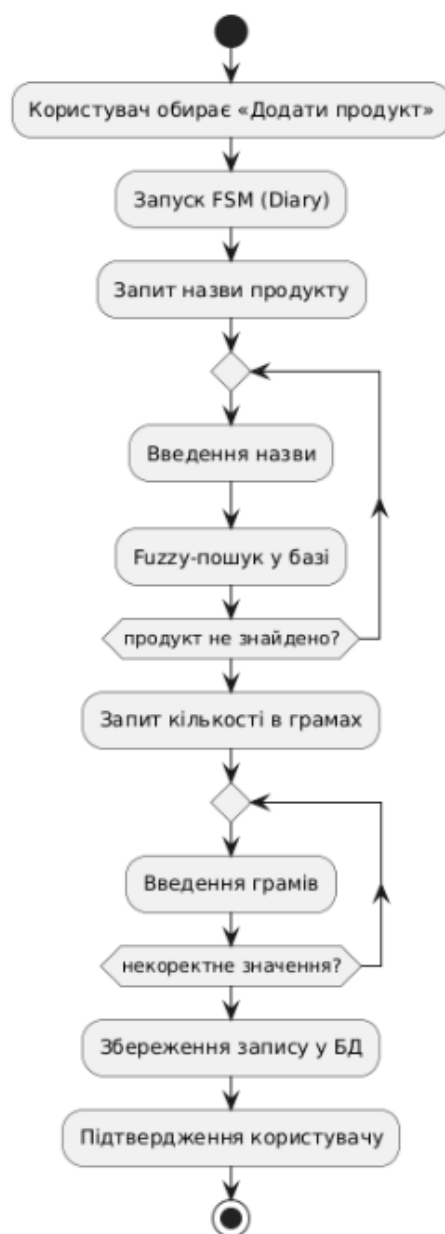 Користувач обирає «Додати продукт»
Запуск FSM (Diary)
Запит назви продукту
Введення назви
Fuzzy-пошук у базі
продукт не знайдено?
Запит кількості в грамах
Введення грамів
некоректне значення?
Збереження запису у БД
Підтвердження користувачу